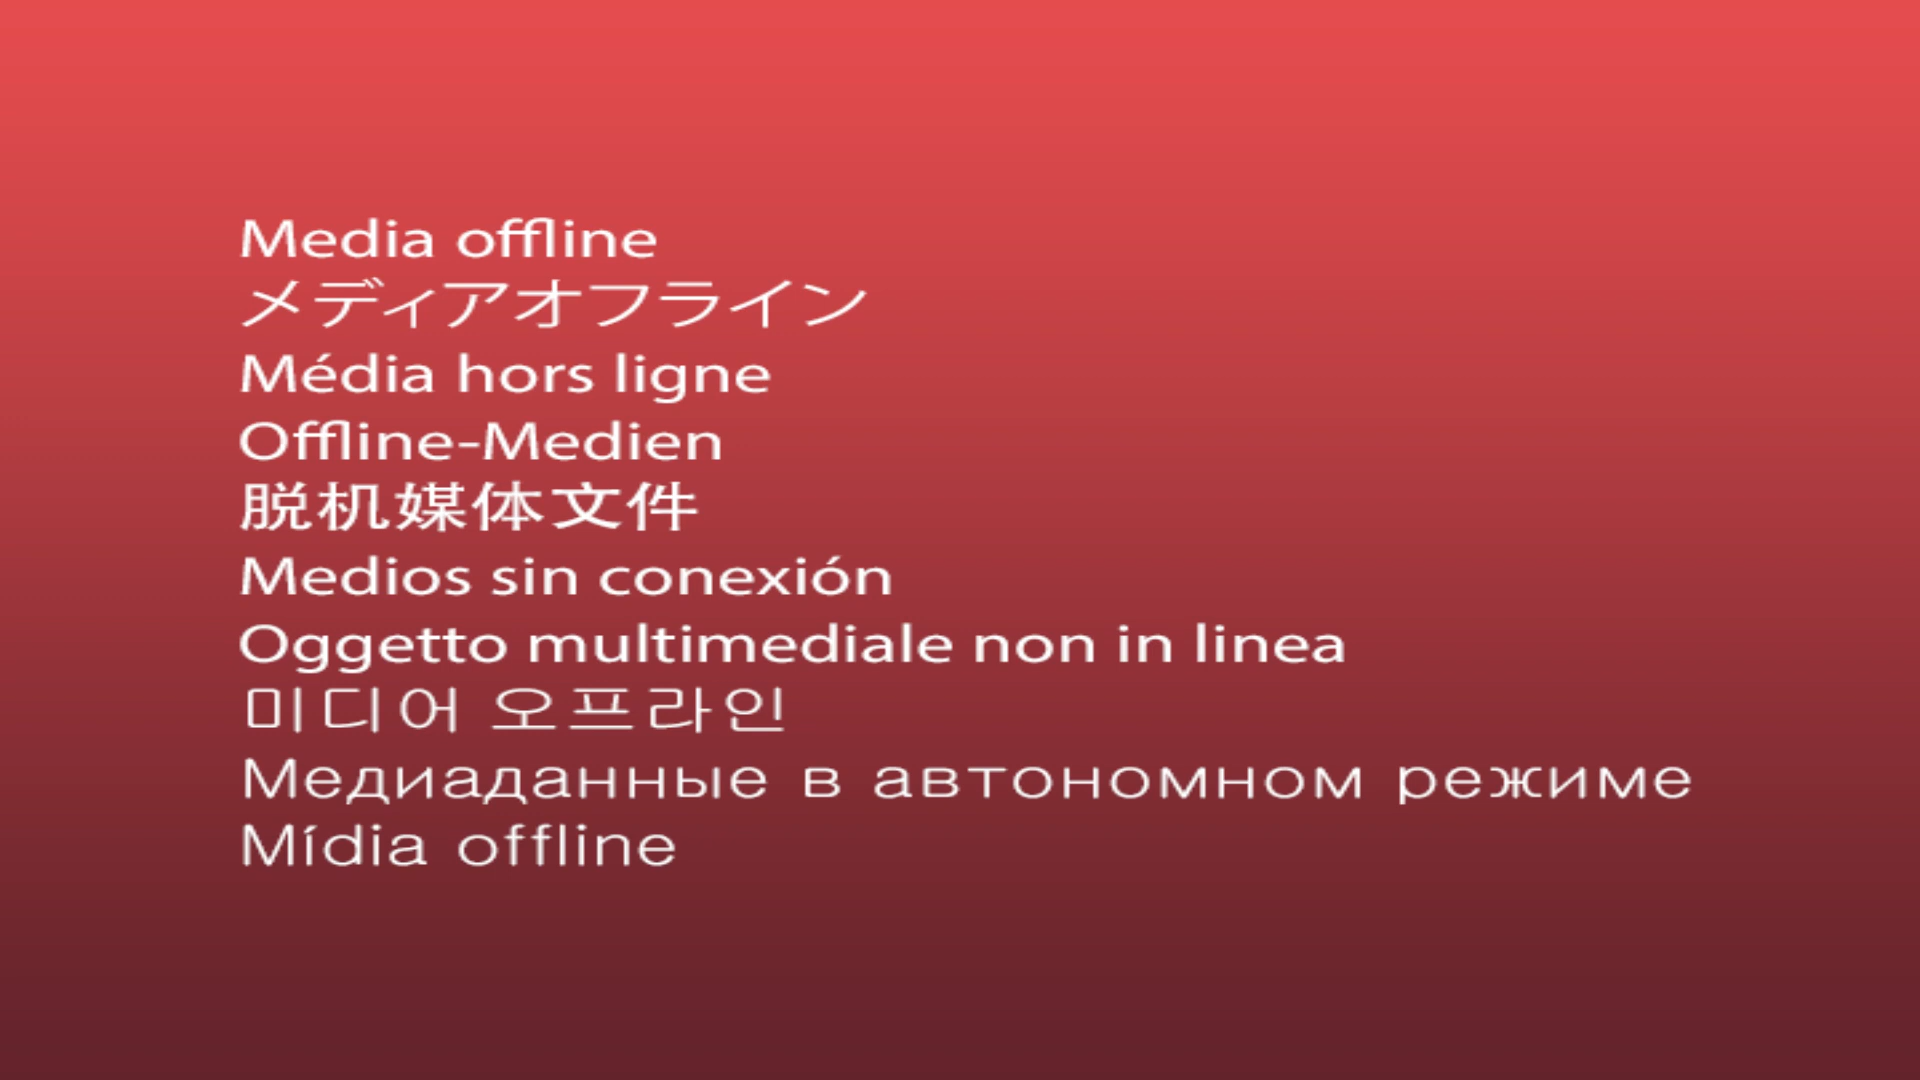 Media offline
メディアオフライン
Média hors ligne
Offline-Medien
脱机媒体文件
Medios sin conexión
Oggetto multimediale non in linea
미디어 오프라인
Медиаданные в автономном режиме
Mídia offline